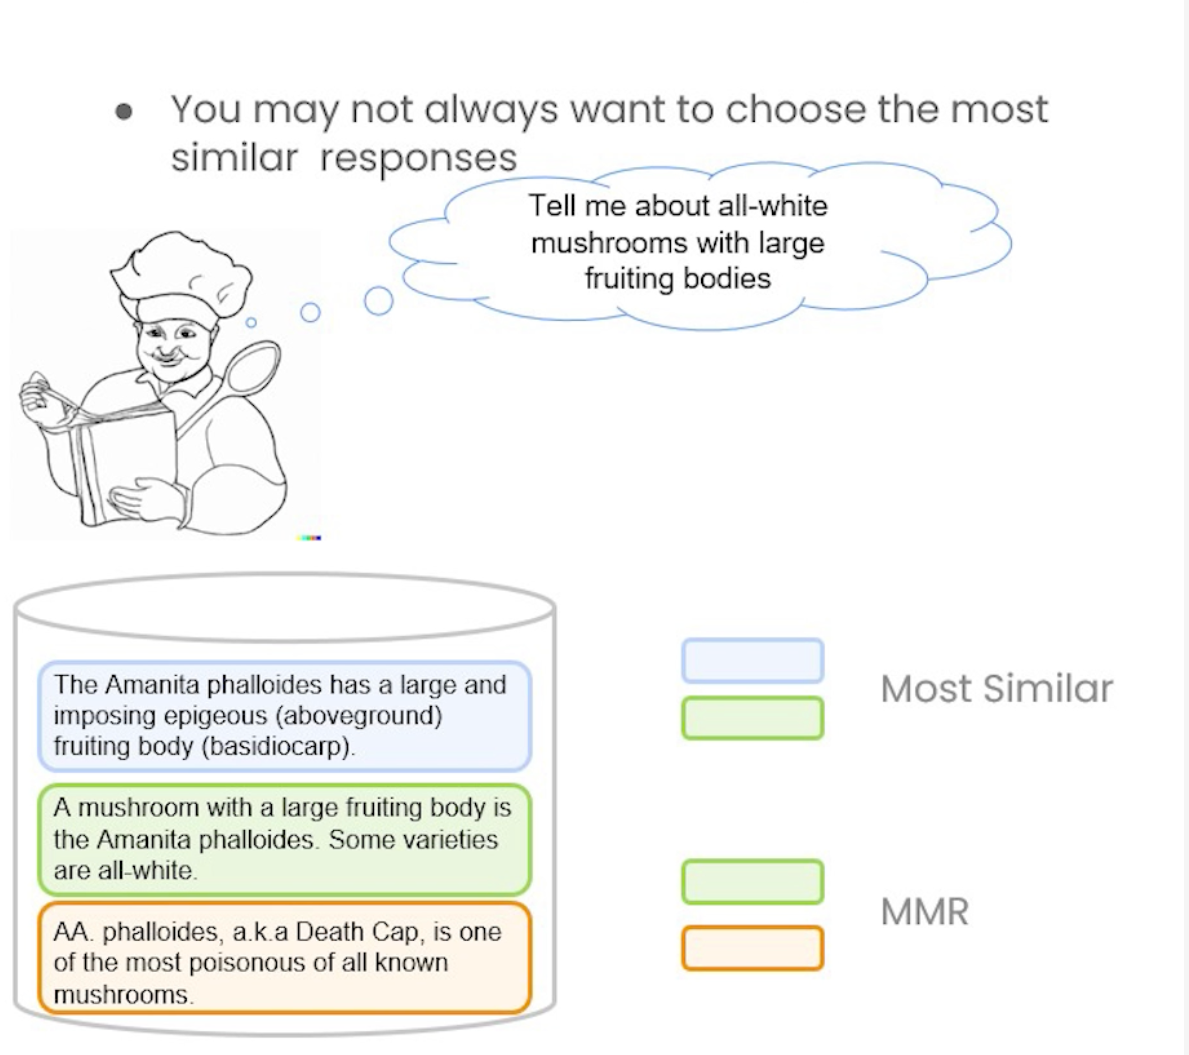 You may not always want to choose the most
similar responses
Tell me about all-white
mushrooms with large
fruiting bodies
The Amanita phalloides has a large and
imposing epigeous (aboveground)
fruiting body (basidiocarp).
A mushroom with a large fruiting body is
the Amanita phalloides. Some varieties
are all-white.
AA. phalloides, a.k.a Death Cap, is one
of the most poisonous of all known
mushrooms.
Most Similar
MMR